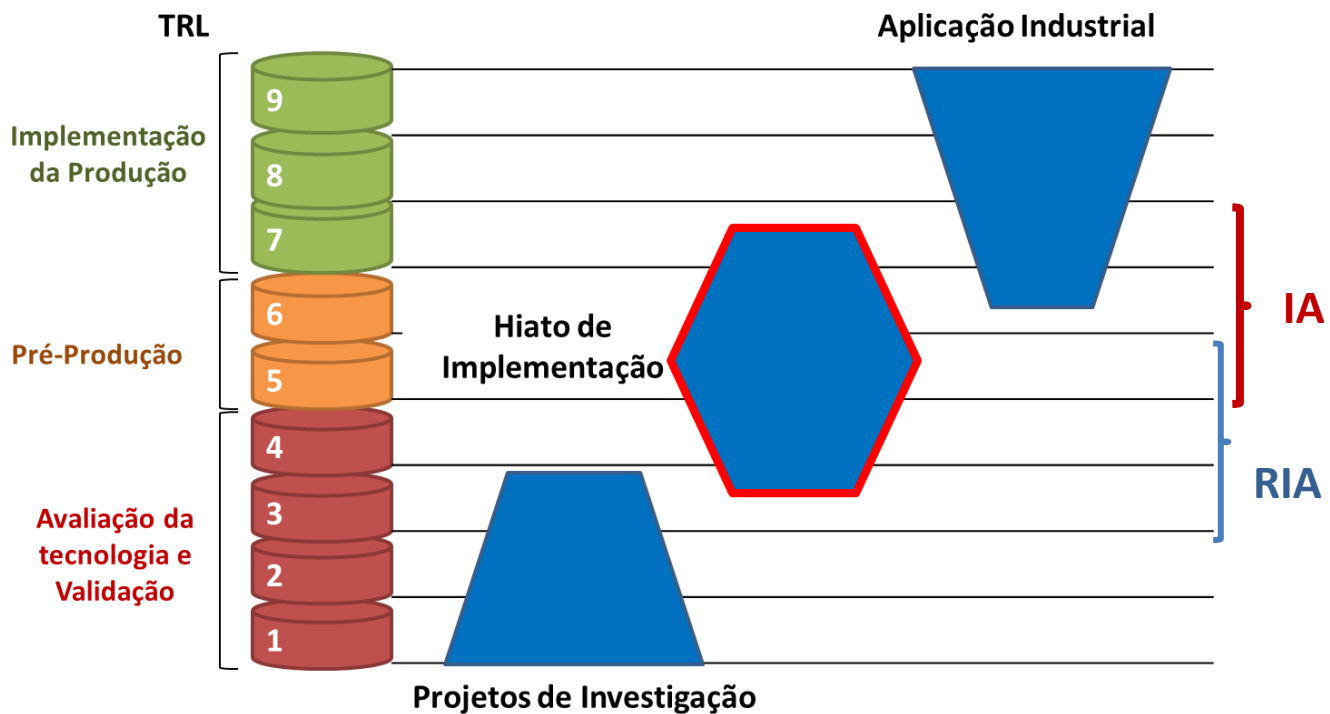 TRL
Aplicação Industrial
9
Implementação
da Produção
8
7
IA
6
Hiato de
Implementação
Pré-Produção
5
4
RIA
3
Avaliação da
tecnologia e
Validação
2
1
Projetos de Investigação